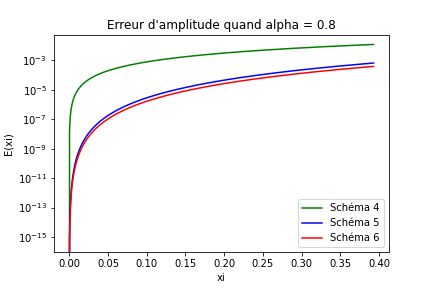 Erreur d'amplitude quand alpha = 0.8
E(xi)
10⁻³
10⁻⁵
10⁻⁷
10⁻⁹
10⁻¹¹
10⁻¹³
10⁻¹⁵
Schéma 4
Schéma 5
Schéma 6
0.00 0.05 0.10 0.15 0.20 0.25 0.30 0.35 0.40
xi